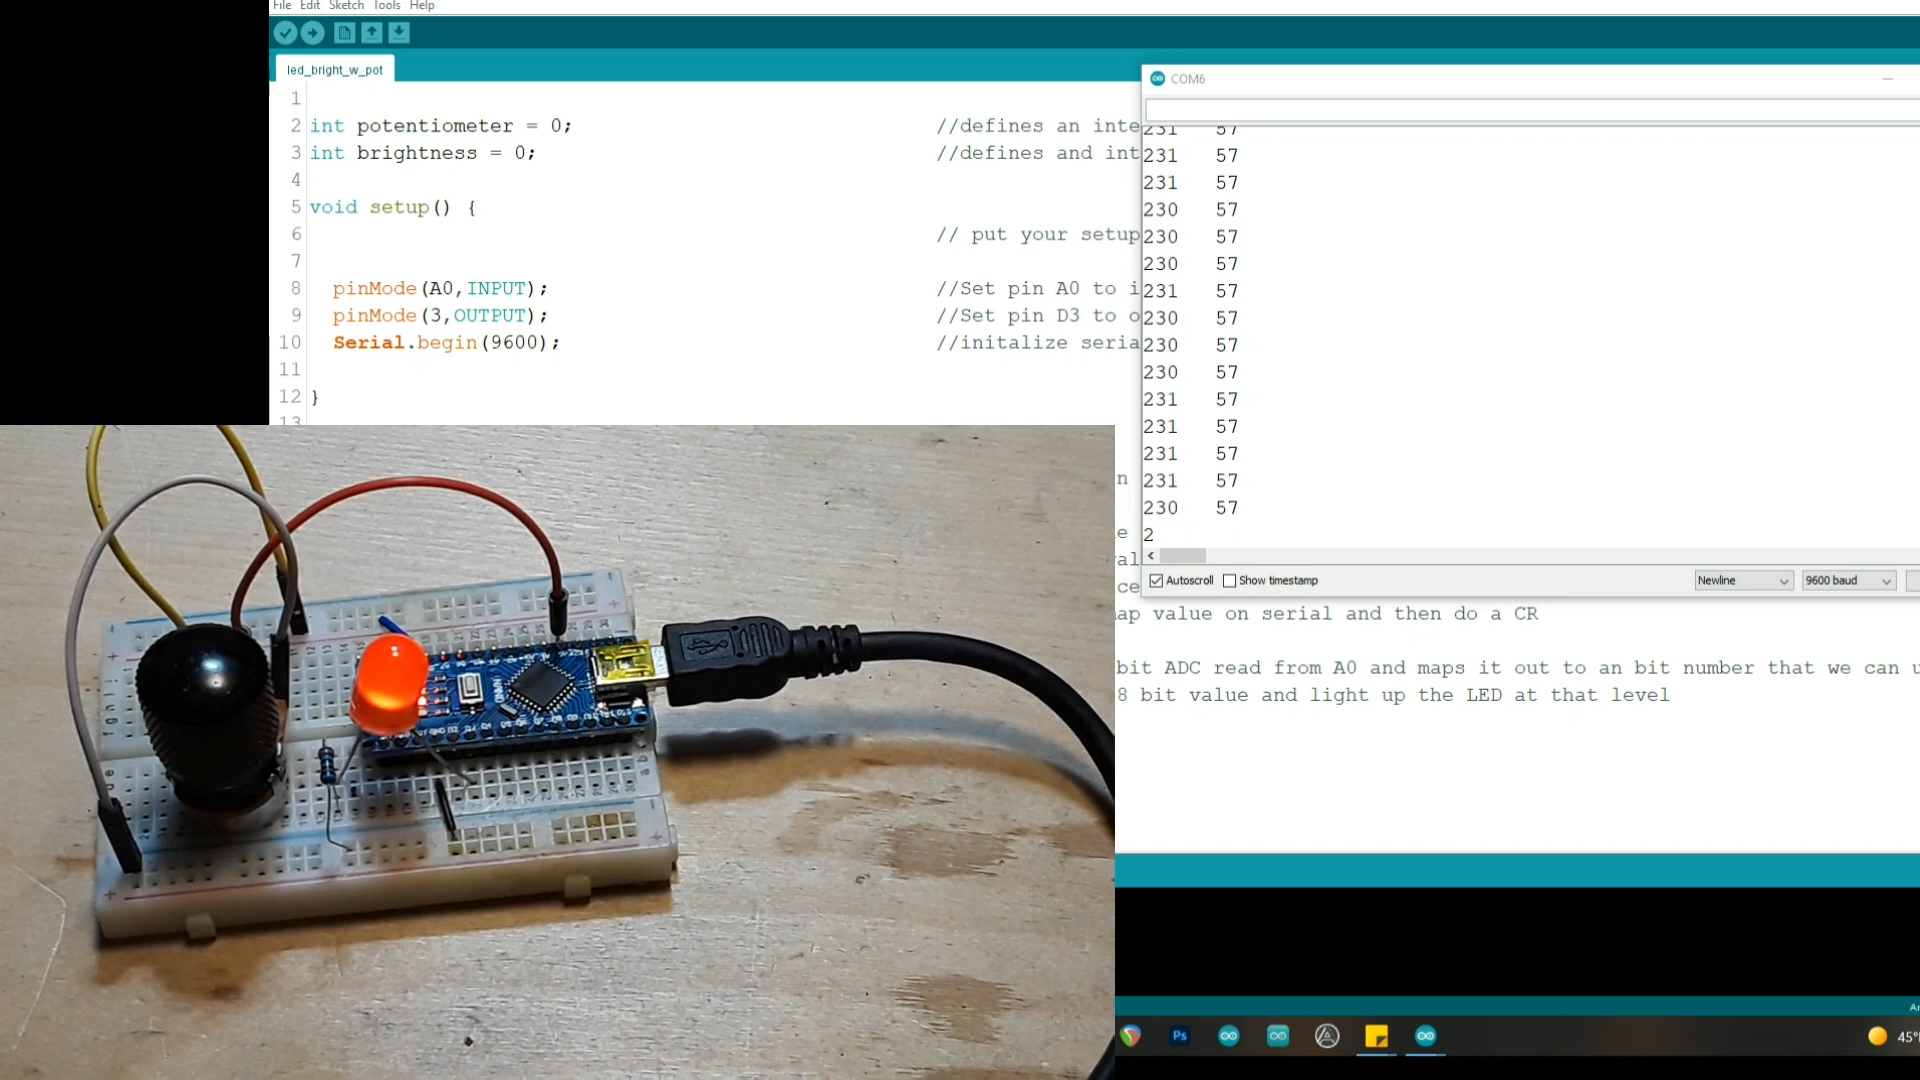 File Edit Sketch Tools Help
led_bright_w_pot
1
2 int potentiometer = 0; //defines an inte
3 int brightness = 0; //defines and int
4
5 void setup() {
6 // put your setup
7
8 pinMode(A0,INPUT); //Set pin A0 to i
9 pinMode(3,OUTPUT); //Set pin D3 to o
10 Serial.begin(9600); //initalize seria
11
12 }
13
COM6
231 57
231 57
231 57
230 57
230 57
230 57
231 57
230 57
230 57
230 57
231 57
231 57
231 57
231 57
230 57
2
Autoscroll Show timestamp Newline 9600 baud
ap value on serial and then do a CR
bit ADC read from A0 and maps it out to an bit number that we can u
8 bit value and light up the LED at that level
Ps
45°